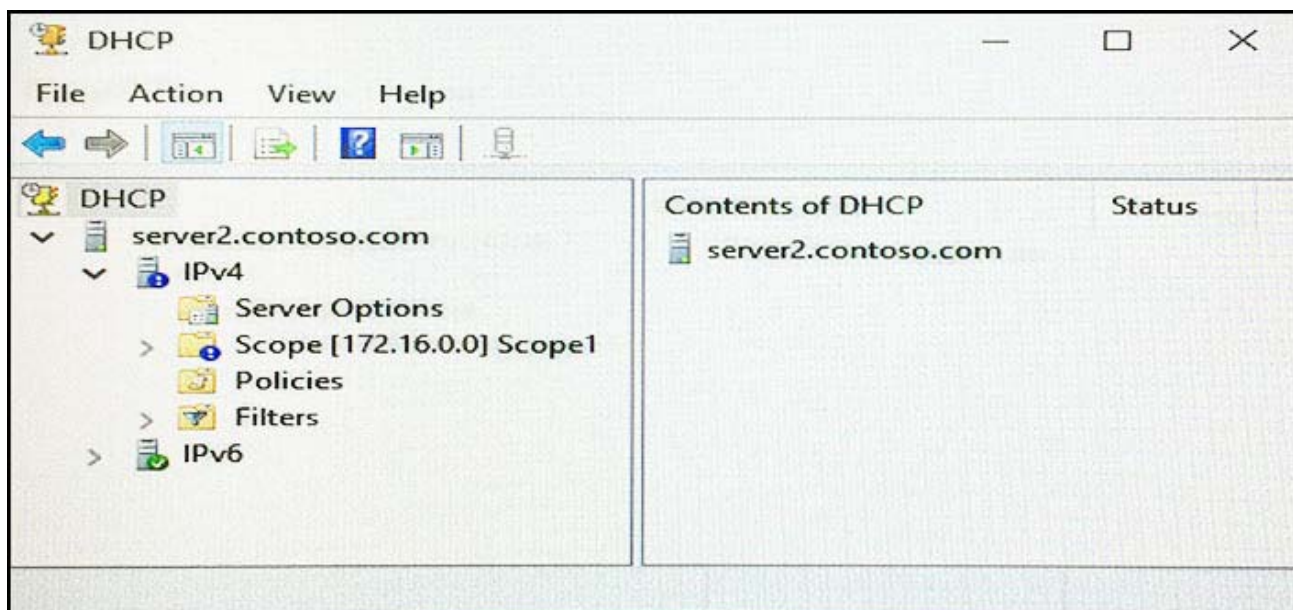 DHCP
File Action View Help
DHCP
server2.contoso.com
IPv4
Server Options
Scope [172.16.0.0] Scope1
Policies
Filters
IPv6
Contents of DHCP Status
server2.contoso.com